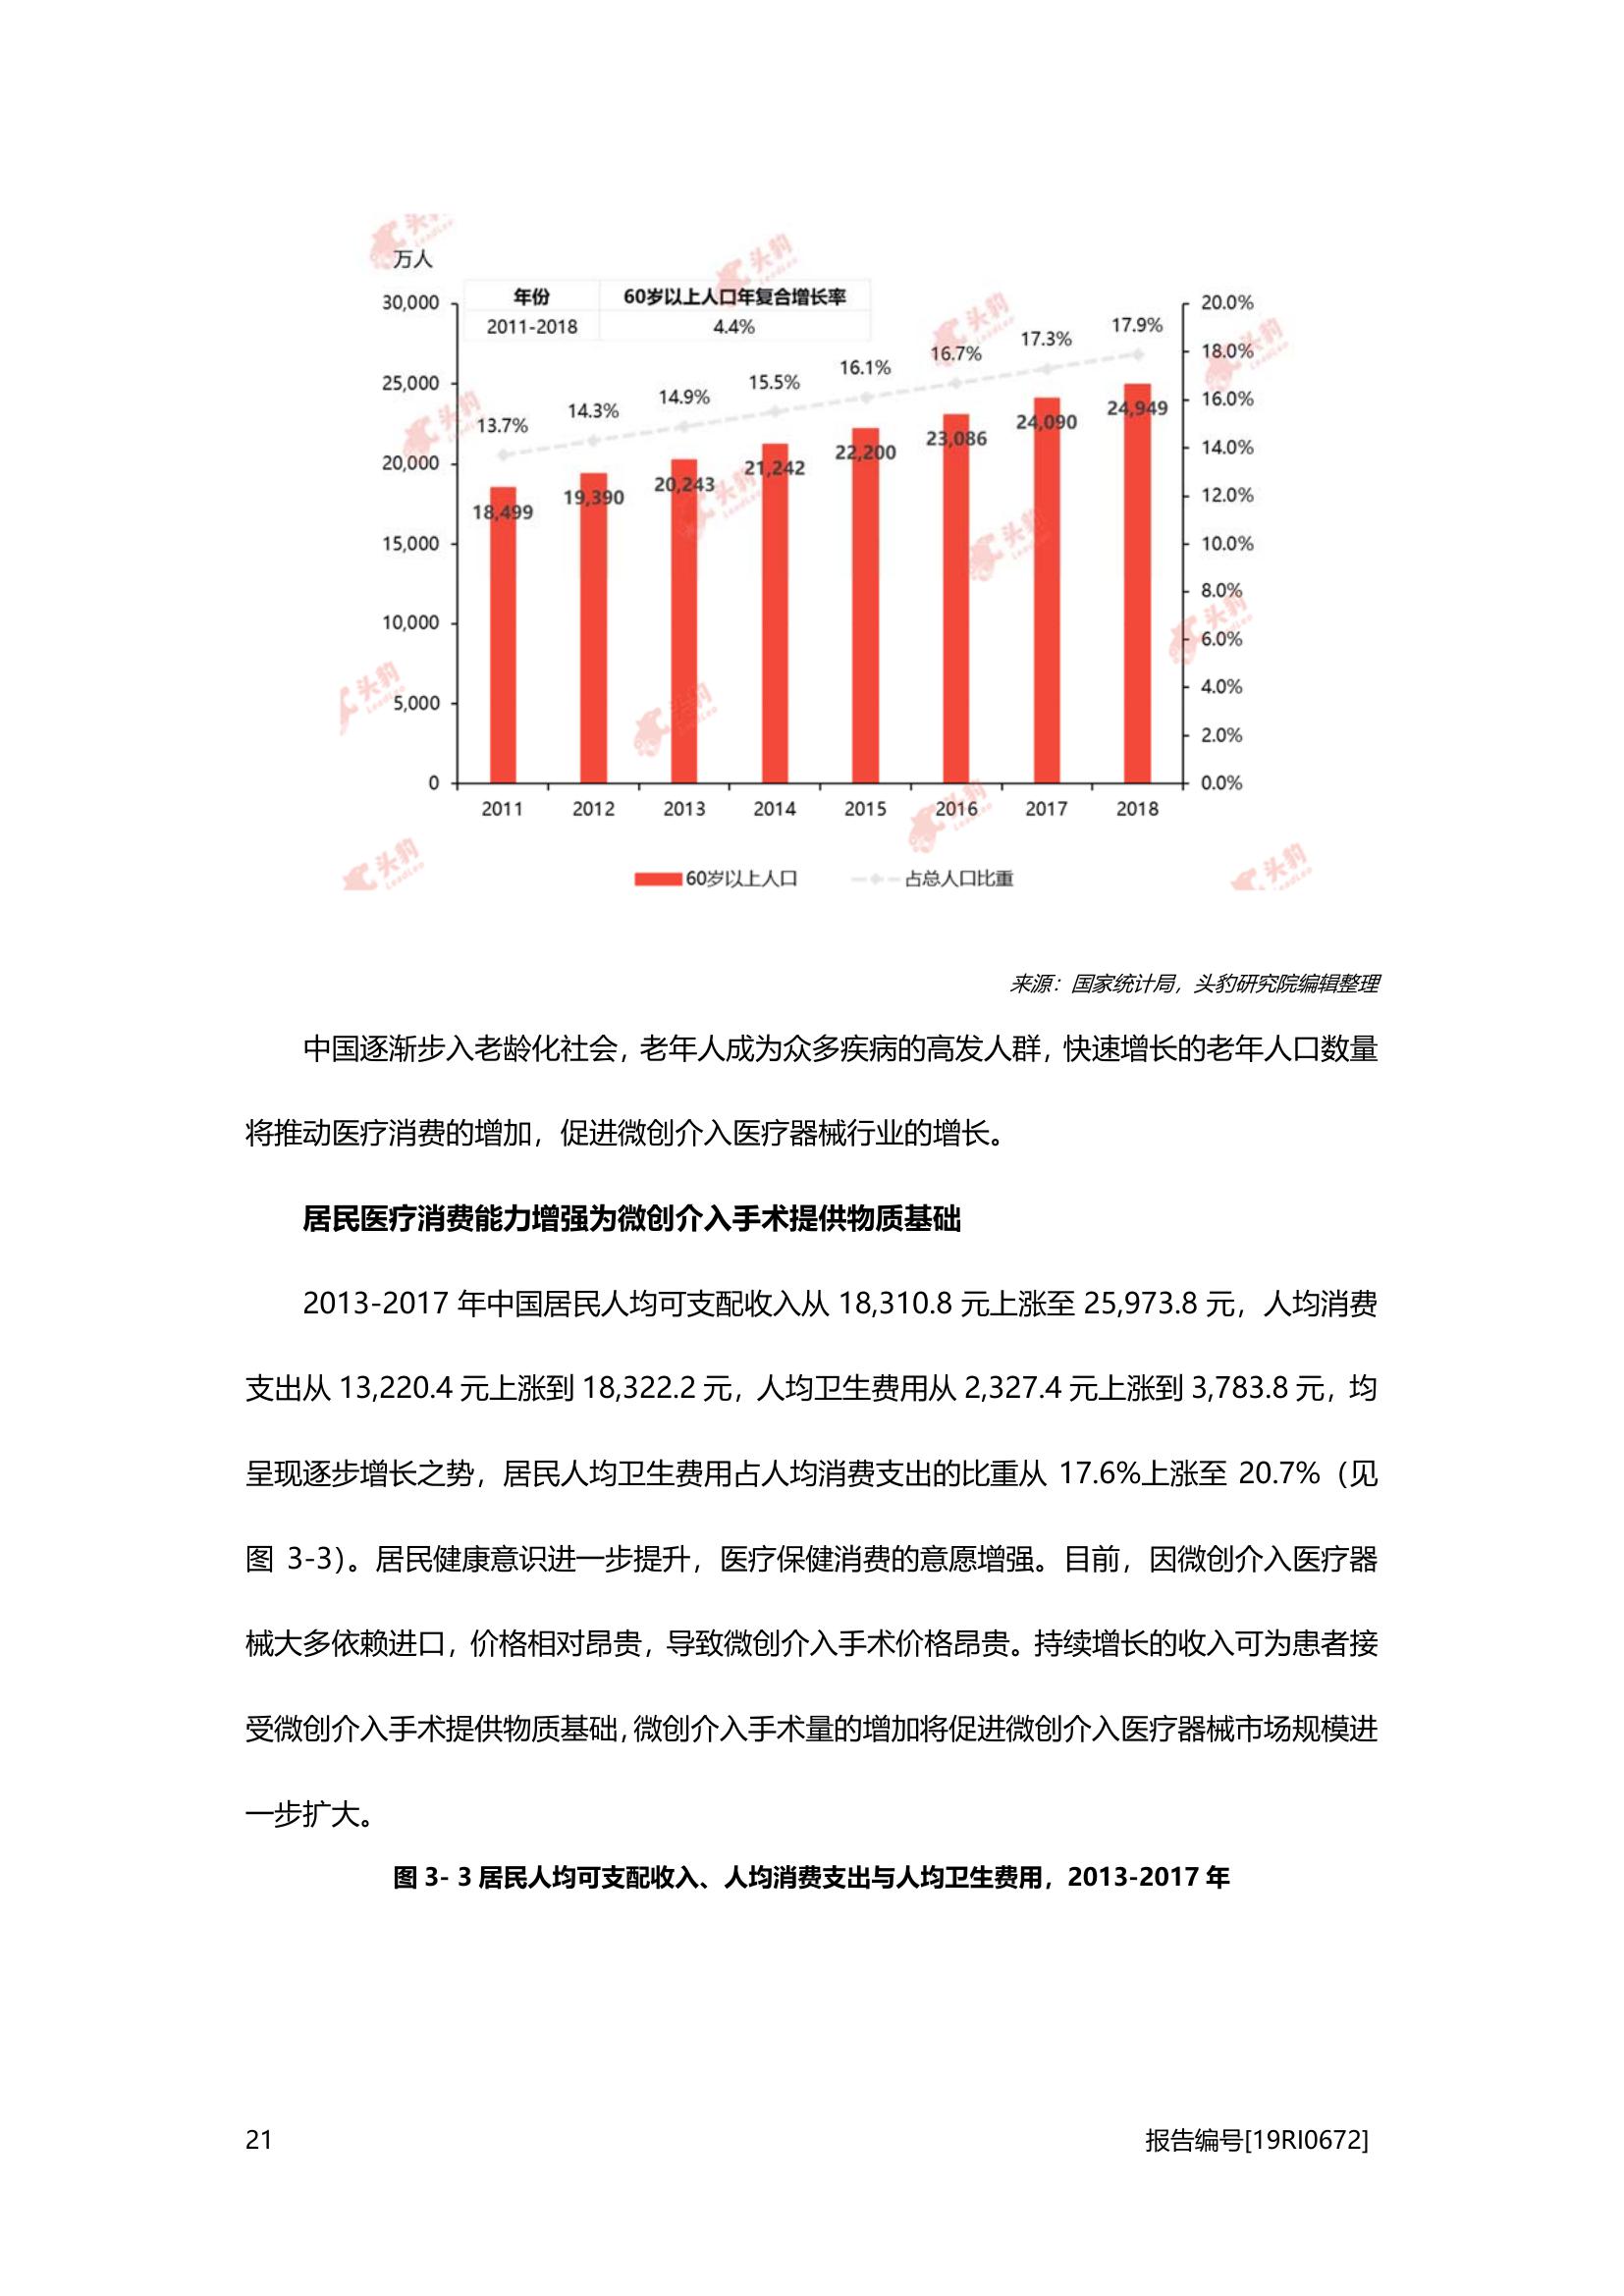 万人
年份 60岁以上人口年复合增长率
2011-2018 4.4%
30,000
25,000
20,000
15,000
10,000
5,000
0
20.0%
18.0%
16.0%
14.0%
12.0%
10.0%
8.0%
6.0%
4.0%
2.0%
0.0%
13.7% 14.3% 14.9% 15.5% 16.1% 16.7% 17.3% 17.9%
18,499 19,390 20,243 21,242 22,200 23,086 24,090 24,949
2011 2012 2013 2014 2015 2016 2017 2018
60岁以上人口 占总人口比重
头豹 LeadLeo
来源：国家统计局，头豹研究院编辑整理
中国逐渐步入老龄化社会，老年人成为众多疾病的高发人群，快速增长的老年人口数量
将推动医疗消费的增加，促进微创介入医疗器械行业的增长。
居民医疗消费能力增强为微创介入手术提供物质基础
2013-2017 年中国居民人均可支配收入从 18,310.8 元上涨至 25,973.8 元，人均消费
支出从 13,220.4 元上涨到 18,322.2 元，人均卫生费用从 2,327.4 元上涨到 3,783.8 元，均
呈现逐步增长之势，居民人均卫生费用占人均消费支出的比重从 17.6%上涨至 20.7%（见
图 3-3）。居民健康意识进一步提升，医疗保健消费的意愿增强。目前，因微创介入医疗器
械大多依赖进口，价格相对昂贵，导致微创介入手术价格昂贵。持续增长的收入可为患者接
受微创介入手术提供物质基础，微创介入手术量的增加将促进微创介入医疗器械市场规模进
一步扩大。
图 3- 3 居民人均可支配收入、人均消费支出与人均卫生费用，2013-2017 年
21 报告编号[19RI0672]